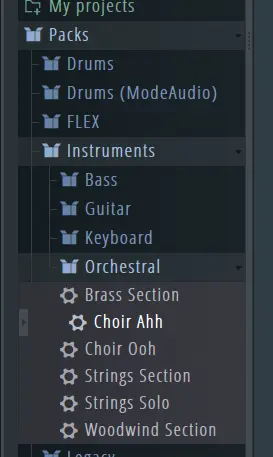 My projects
Packs
Drums
Drums (ModeAudio)
FLEX
Instruments
Bass
Guitar
Keyboard
Orchestral
Brass Section
Choir Ahh
Choir Ooh
Strings Section
Strings Solo
Woodwind Section
Legacy